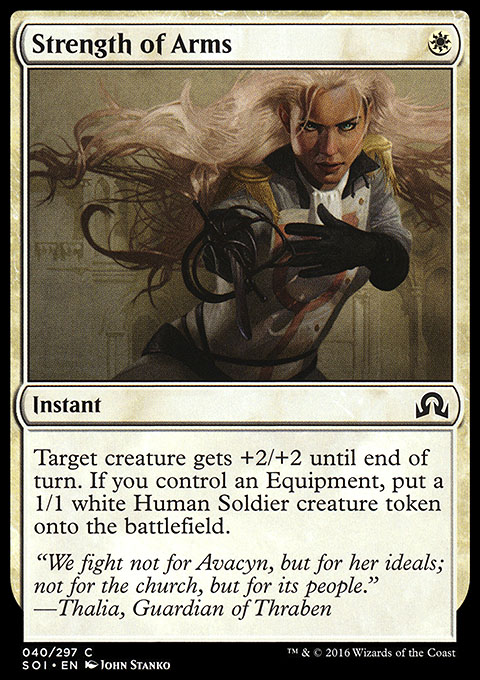 Strength of Arms
Instant
Target creature gets +2/+2 until end of
turn. If you control an Equipment, put a
1/1 white Human Soldier creature token
onto the battlefield.
“We fight not for Avacyn, but for her ideals;
not for the church, but for its people.”
—Thalia, Guardian of Thraben
040/297 C
SOI • EN John Stanko
™ & © 2016 Wizards of the Coast